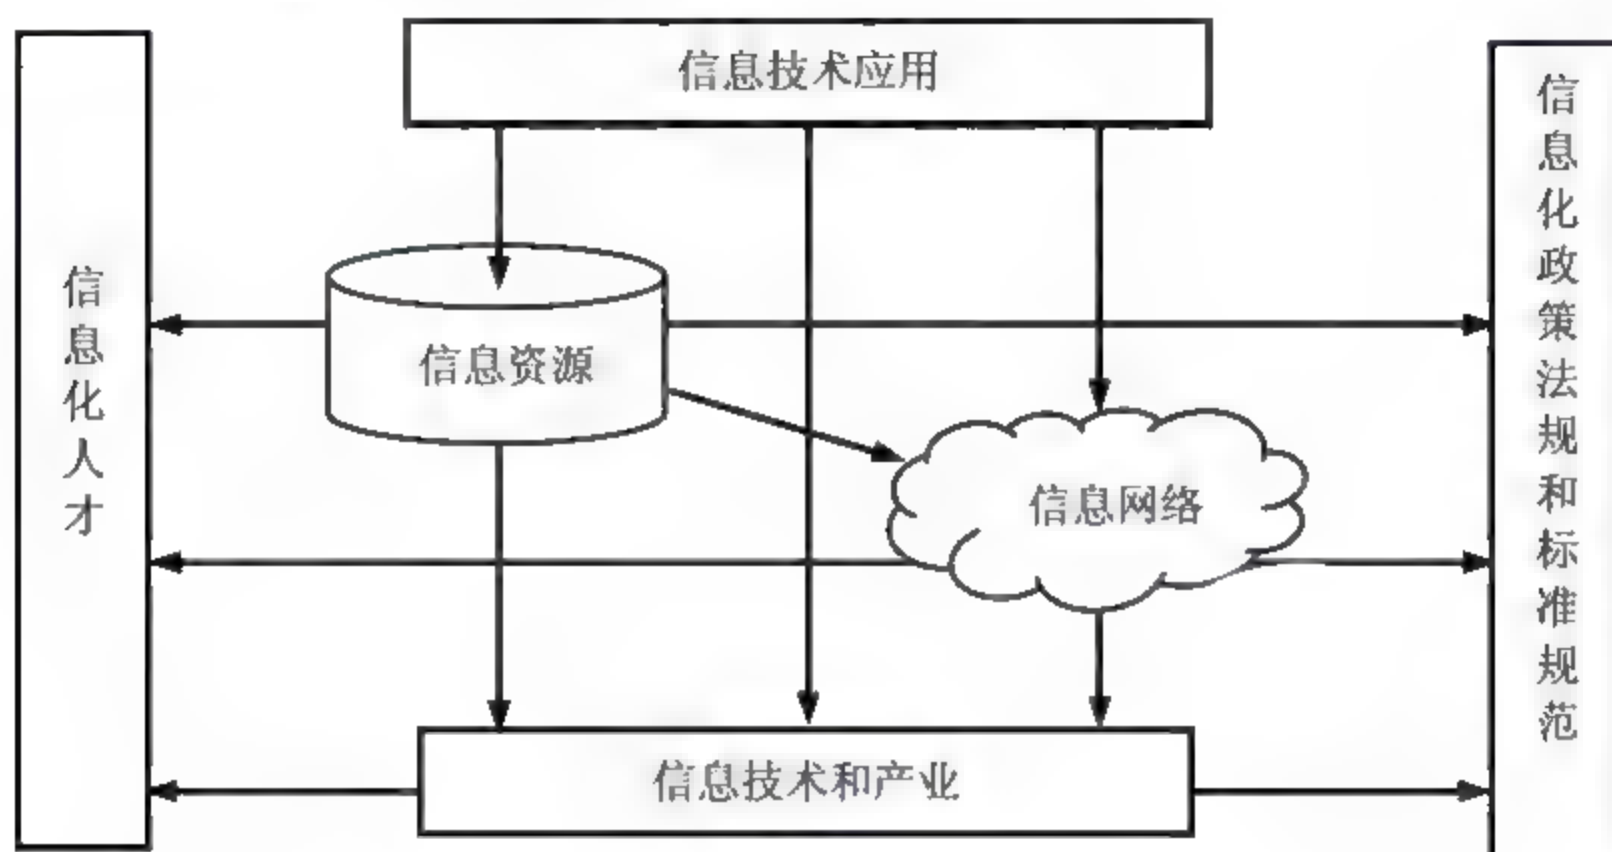 信息技术应用
信息化人才
信息资源
信息网络
信息技术和产业
信息化政策法规和标准规范